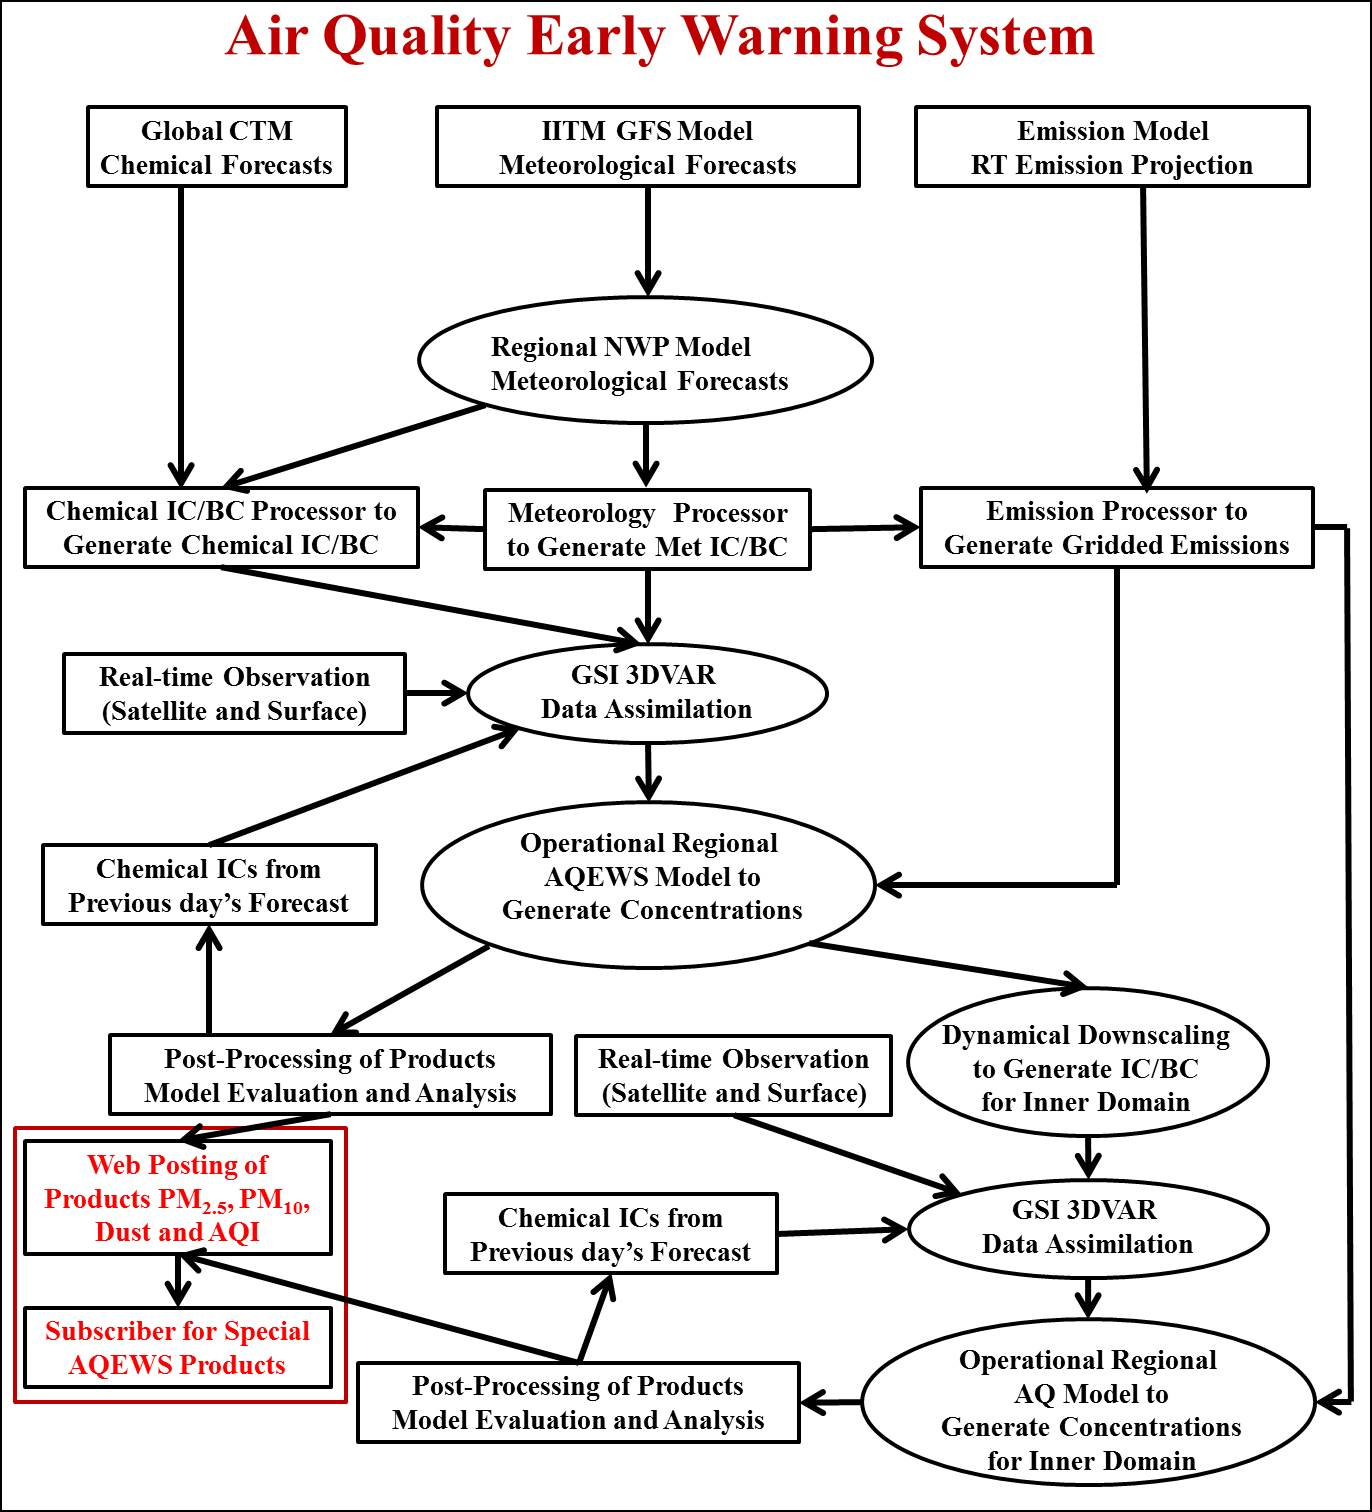 Air Quality Early Warning System
Global CTM
Chemical Forecasts
IITM GFS Model
Meteorological Forecasts
Emission Model
RT Emission Projection
Regional NWP Model
Meteorological Forecasts
Chemical IC/BC Processor to
Generate Chemical IC/BC
Meteorology Processor
to Generate Met IC/BC
Emission Processor to
Generate Gridded Emissions
Real-time Observation
(Satellite and Surface)
GSI 3DVAR
Data Assimilation
Chemical ICs from
Previous day's Forecast
Operational Regional
AQEWS Model to
Generate Concentrations
Post-Processing of Products
Model Evaluation and Analysis
Real-time Observation
(Satellite and Surface)
Dynamical Downscaling
to Generate IC/BC
for Inner Domain
Web Posting of
Products PM2.5, PM10,
Dust and AQI
Chemical ICs from
Previous day's Forecast
GSI 3DVAR
Data Assimilation
Subscriber for Special
AQEWS Products
Post-Processing of Products
Model Evaluation and Analysis
Operational Regional
AQ Model to
Generate Concentrations
for Inner Domain